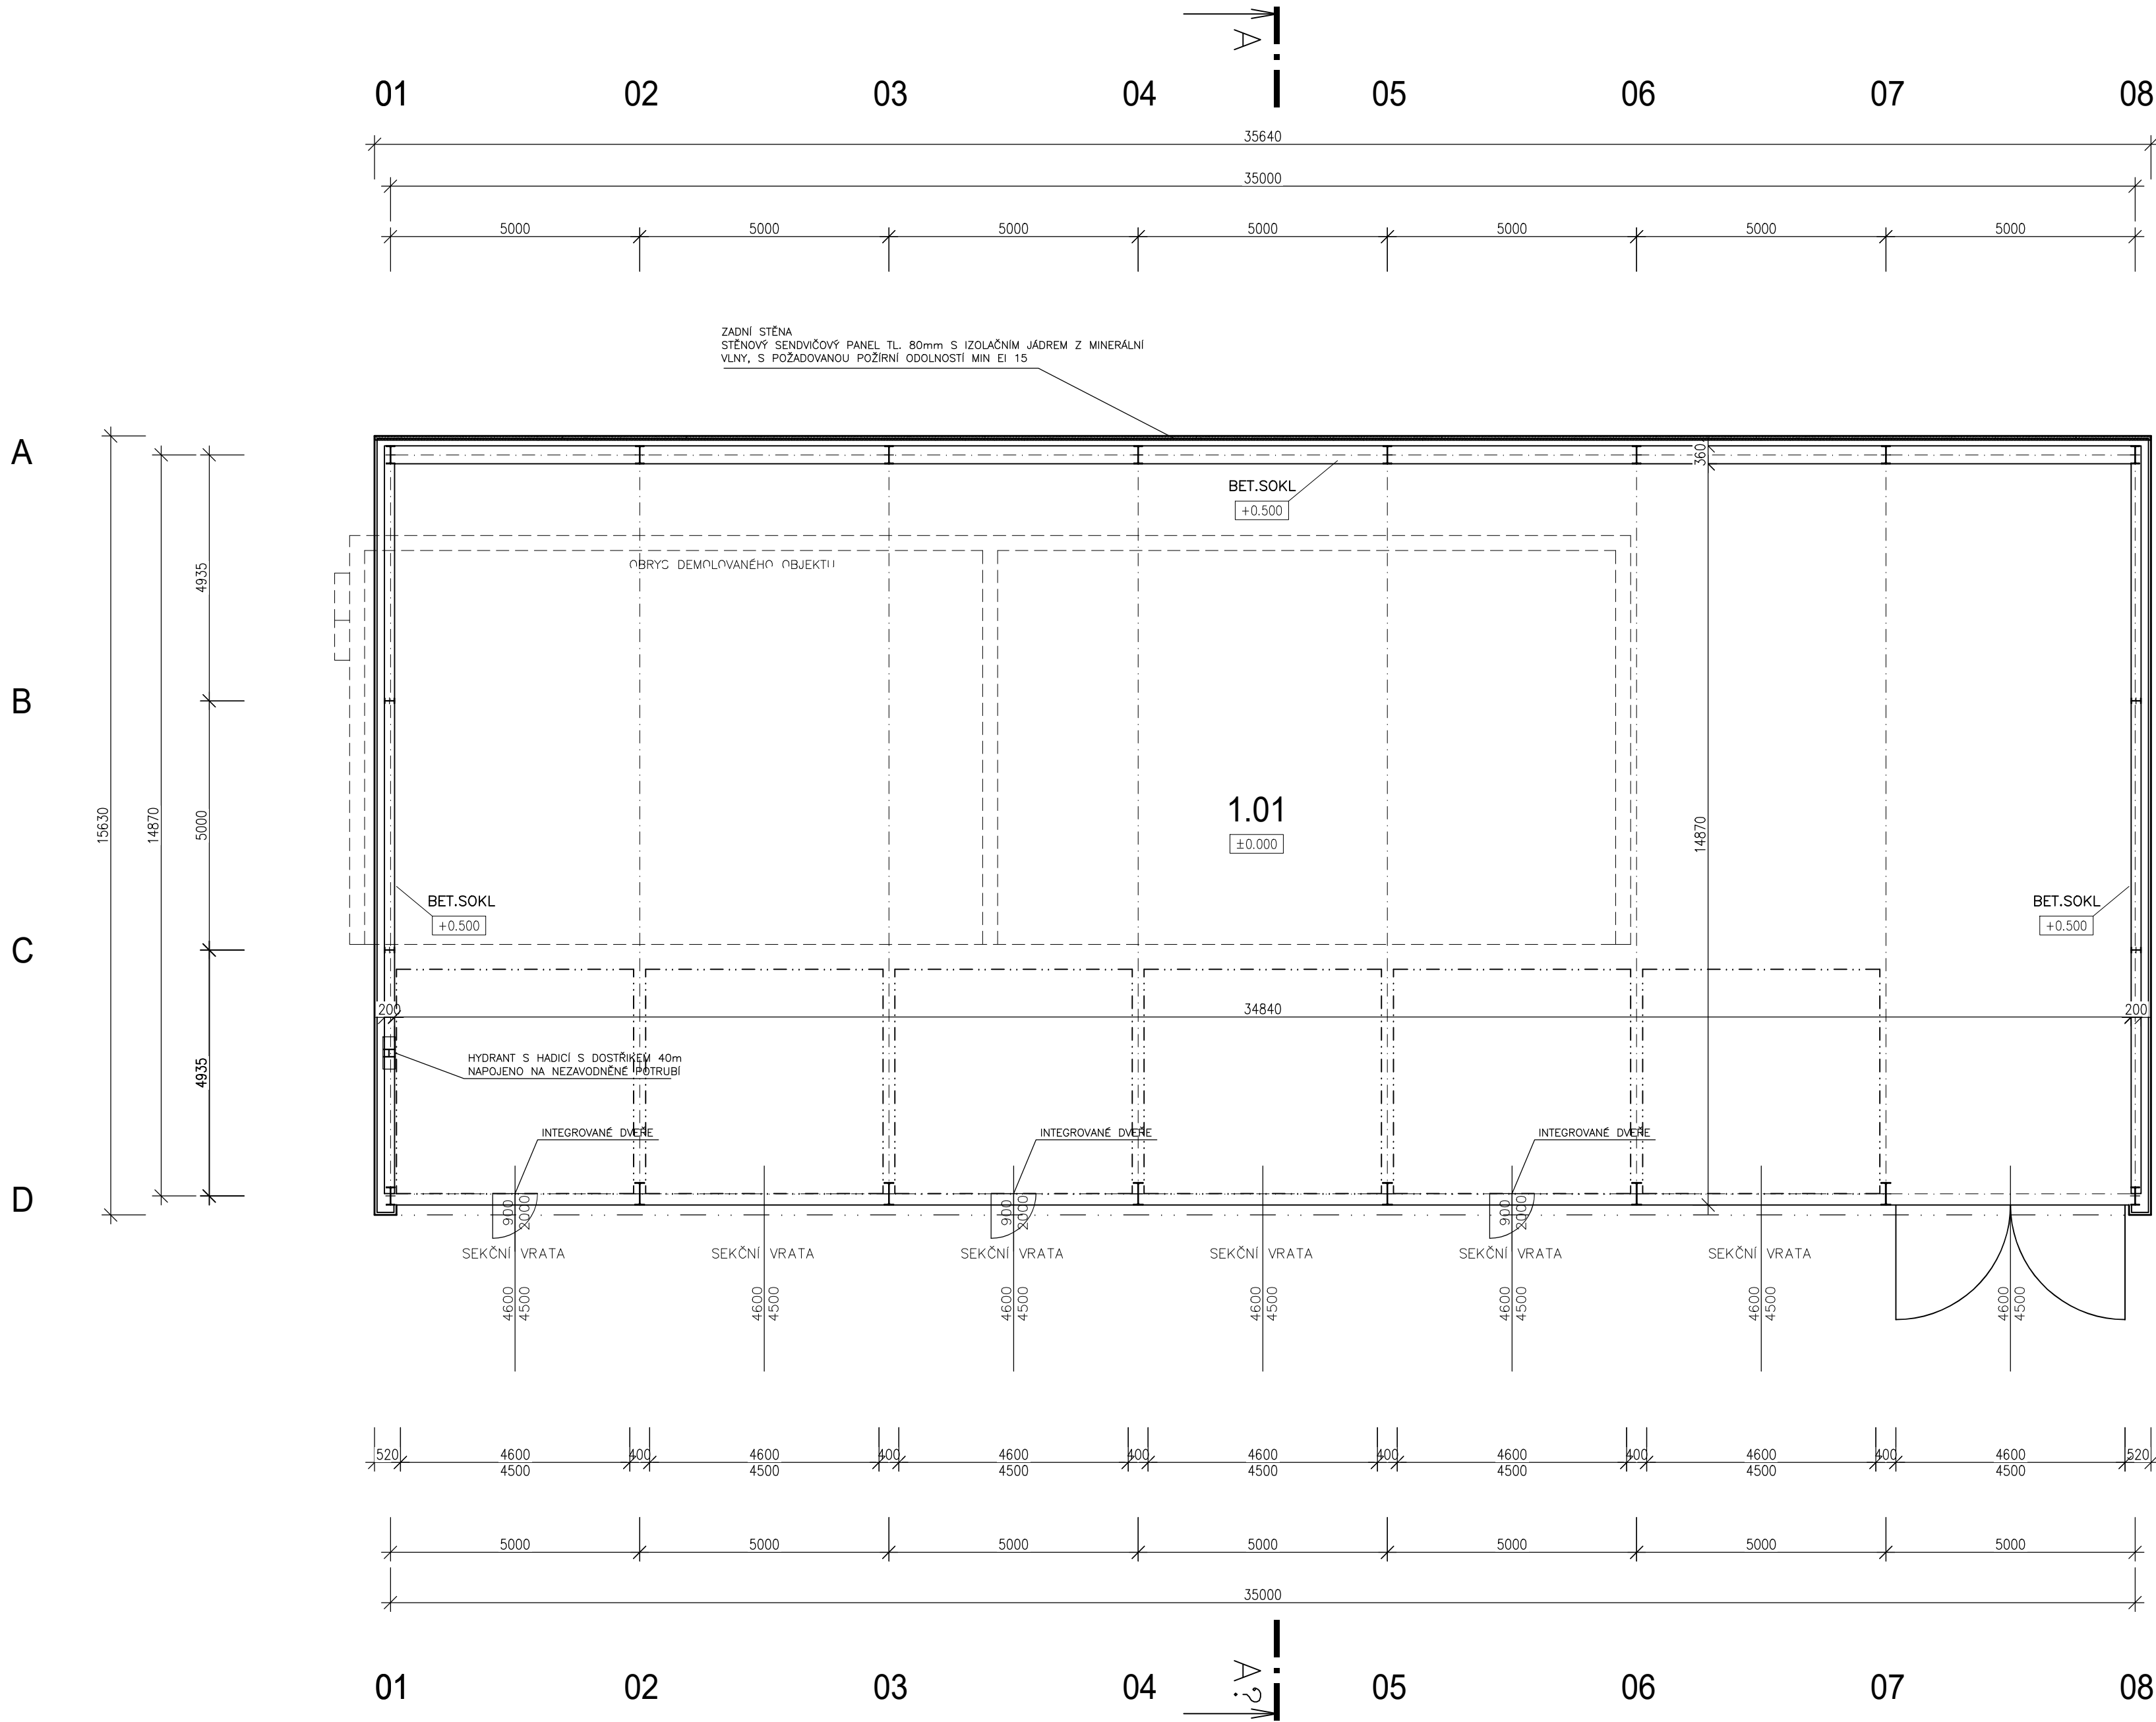 A
01 02 03 04 05 06 07 08
35640
35000
5000 5000 5000 5000 5000 5000 5000
ZADNÍ STĚNA
STĚNOVÝ SENDVIČOVÝ PANEL TL. 80mm S IZOLAČNÍM JÁDREM Z MINERÁLNÍ
VLNY, S POŽADOVANOU POŽÍRNÍ ODOLNOSTÍ MIN EI 15
A
360
BET.SOKL
+0.500
OBRYS DEMOLOVANÉHO OBJEKTU
4935
B
15630
14870
5000
1.01
±0.000
14870
BET.SOKL
+0.500
BET.SOKL
+0.500
C
200 34840 200
HYDRANT S HADICÍ S DOSTŘIKEM 40m
NAPOJENO NA NEZAVODNĚNÉ POTRUBÍ
4935
INTEGROVANÉ DVEŘE INTEGROVANÉ DVEŘE INTEGROVANÉ DVEŘE
D
900 2000 900 2000 900 2000
SEKČNÍ VRATA SEKČNÍ VRATA SEKČNÍ VRATA SEKČNÍ VRATA SEKČNÍ VRATA SEKČNÍ VRATA
4600 4500 4600 4500 4600 4500 4600 4500 4600 4500 4600 4500 4600 4500
520 4600 400 4600 400 4600 400 4600 400 4600 400 4600 400 4600 520
4500 4500 4500 4500 4500 4500 4500
5000 5000 5000 5000 5000 5000 5000
35000
A?
01 02 03 04 05 06 07 08